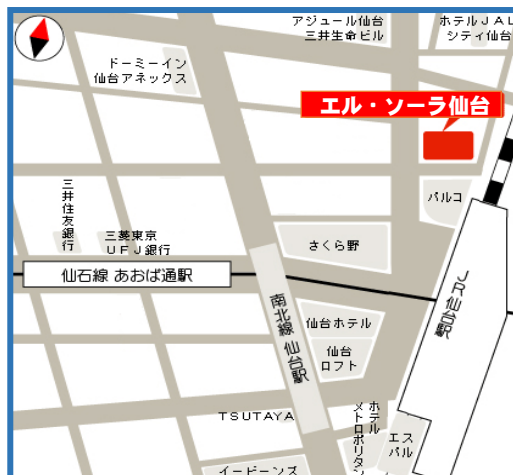 アジュール仙台
三井生命ビル
ホテルJAL
シティ仙台
ドーミーイン
仙台アネックス
エル・ソーラ仙台
パルコ
三井住友銀行
三菱東京
UFJ銀行
さくら野
仙石線 あおば通駅
JR仙台駅
南北線 仙台駅
仙台ホテル
仙台
ロフト
TSUTAYA
ホテル
メトロポリタン
エス
パル
イービーンズ